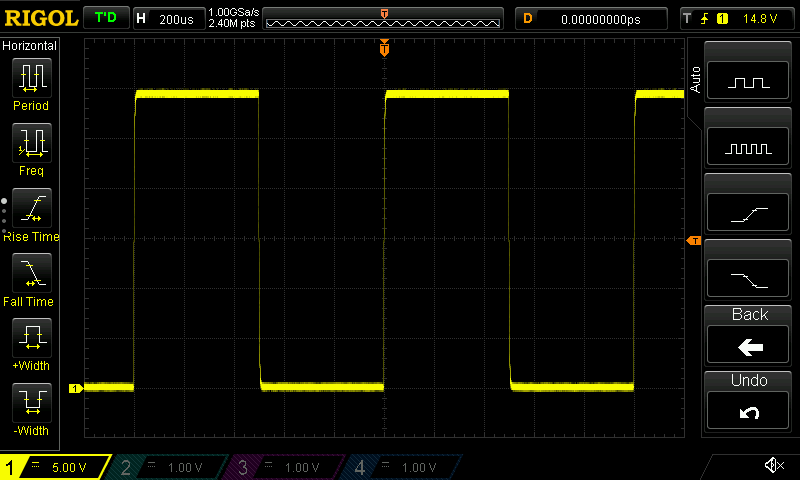 RIGOL T'D H 200us 1.00GSa/s 2.40M pts T D 0.00000000ps T 1 14.8 V
Horizontal
T
Auto
Period
Freq
Rise Time
T
Fall Time
Back
+Width
Undo
1
-Width
1 5.00 V 2 1.00 V 3 1.00 V 4 1.00 V